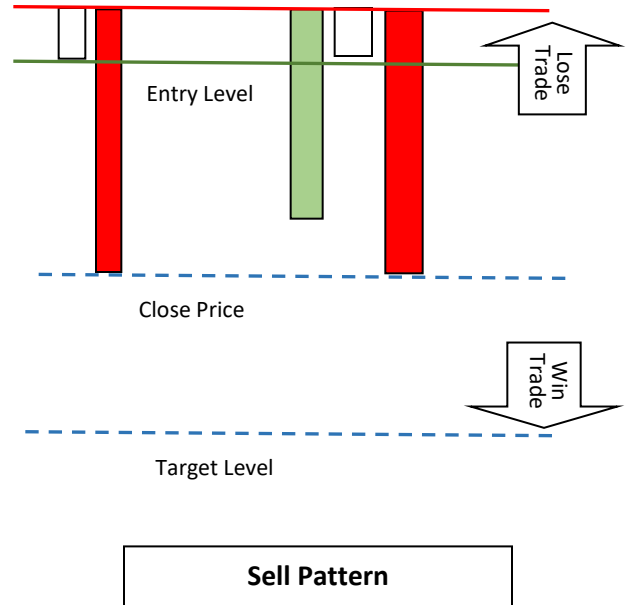 Lose
Trade
Entry Level
Close Price
Win
Trade
Target Level
Sell Pattern